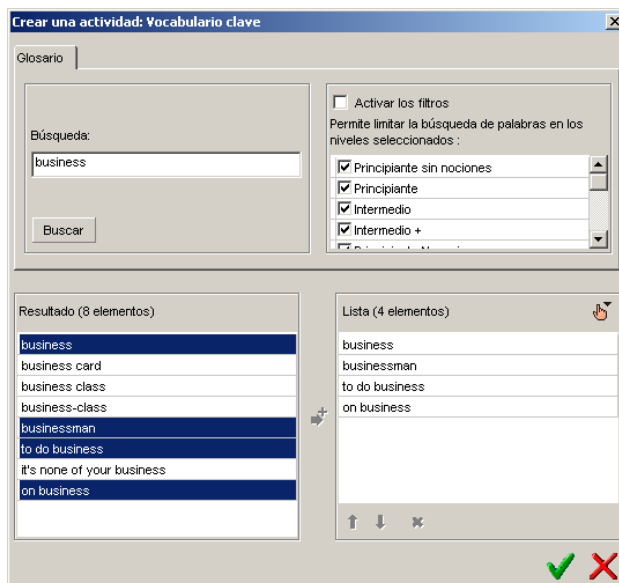 Crear una actividad: Vocabulario clave
Glosario
Búsqueda:
business
Buscar
Activar los filtros
Permite limitar la búsqueda de palabras en los
niveles seleccionados :
Principiante sin nociones
Principiante
Intermedio
Intermedio +
Resultado (8 elementos)
business
business card
business class
business-class
businessman
to do business
it's none of your business
on business
Lista (4 elementos)
business
businessman
to do business
on business